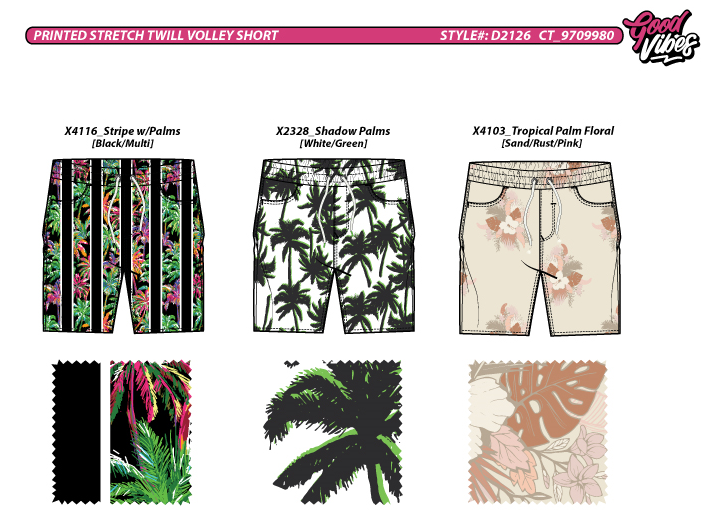 PRINTED STRETCH TWILL VOLLEY SHORT STYLE#: D2126 CT_9709980
Good
Vibes
X4116_Stripe w/Palms
[Black/Multi]
X2328_Shadow Palms
[White/Green]
X4103_Tropical Palm Floral
[Sand/Rust/Pink]